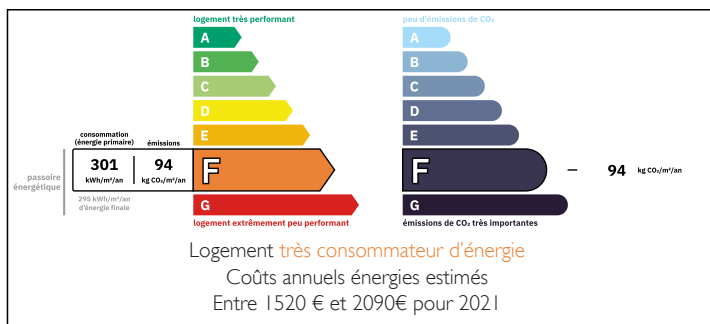 logement très performant
A
B
C
D
E
consommation
(énergie primaire)
émissions
301
kWh/m²/an
94
kg CO₂/m²/an
F
passoire
énergétique
295 kWh/m²/an
d'énergie finale
G
logement extrêmement peu performant
peu d'émissions de CO₂
A
B
C
D
E
F
94 kg CO₂/m²/an
G
émissions de CO₂ très importantes
Logement très consommateur d'énergie
Coûts annuels énergies estimés
Entre 1520 € et 2090€ pour 2021